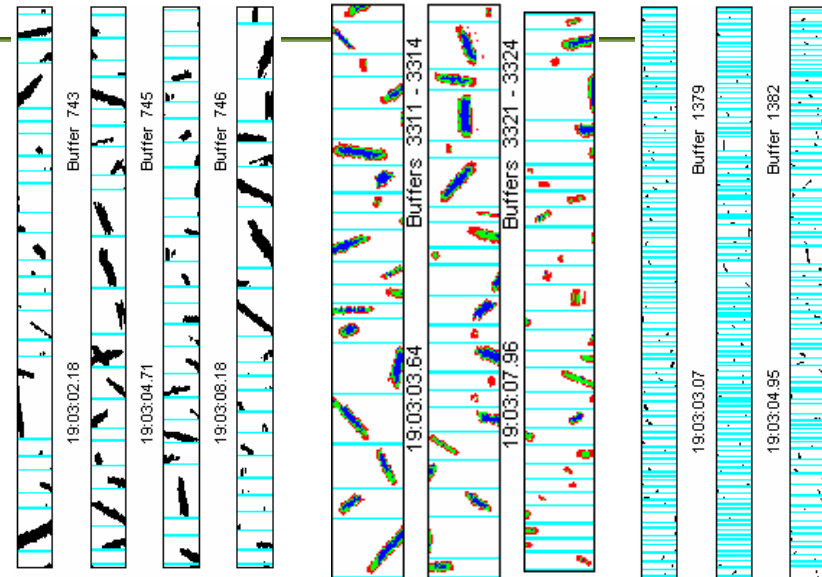 Buffer 743
19:03:02.18
Buffer 745
19:03:04.71
Buffer 746
19:03:08.18
Buffers 3311 - 3314
19:03:03.64
Buffers 3321 - 3324
19:03:07.96
Buffer 1379
19:03:03.07
Buffer 1382
19:03:04.95